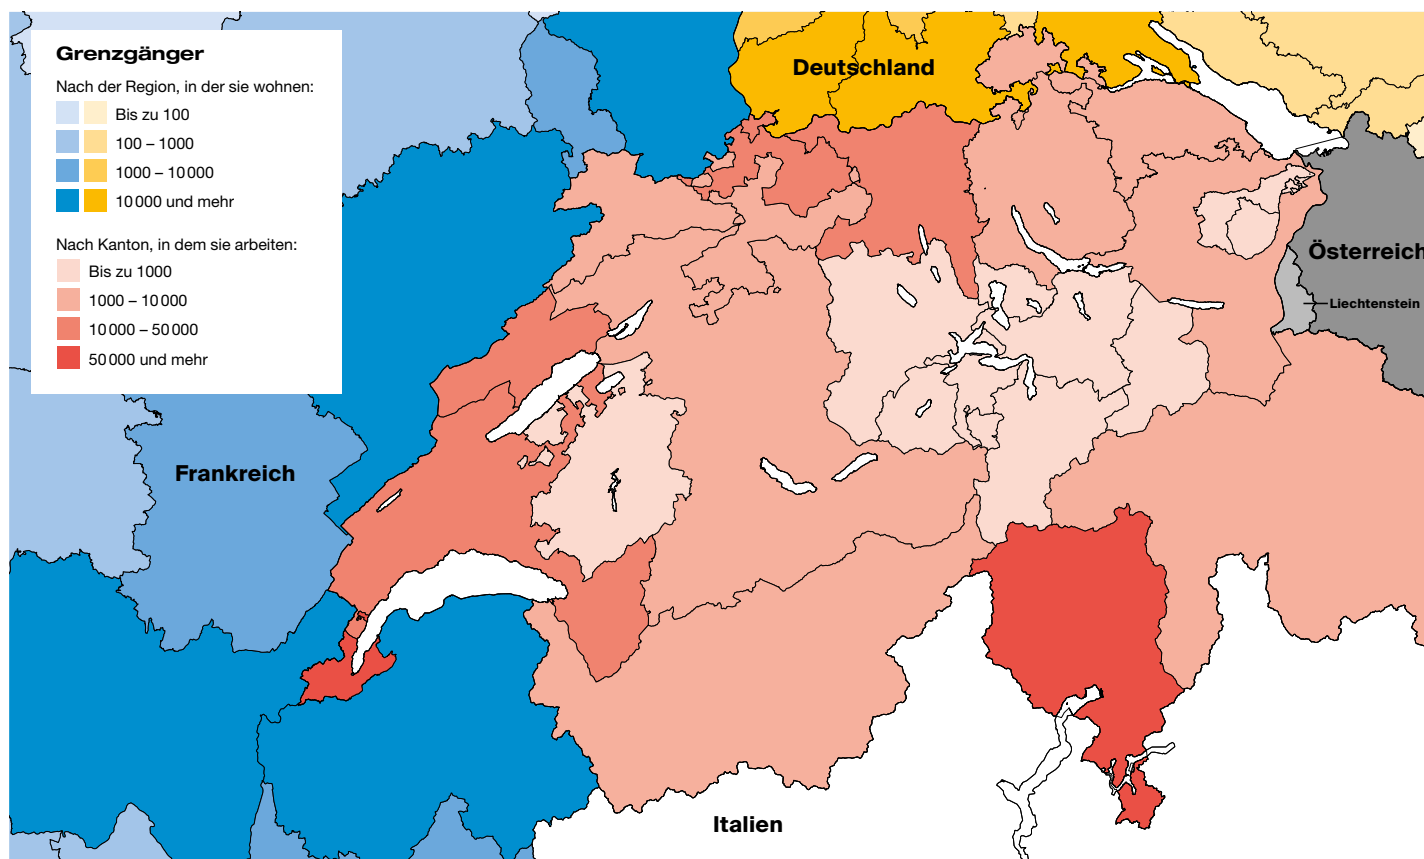 Grenzgänger
Nach der Region, in der sie wohnen:
Bis zu 100
100 – 1000
1000 – 10 000
10 000 und mehr
Nach Kanton, in dem sie arbeiten:
Bis zu 1000
1000 – 10 000
10 000 – 50 000
50 000 und mehr
Deutschland
Österreich
Liechtenstein
Frankreich
Italien